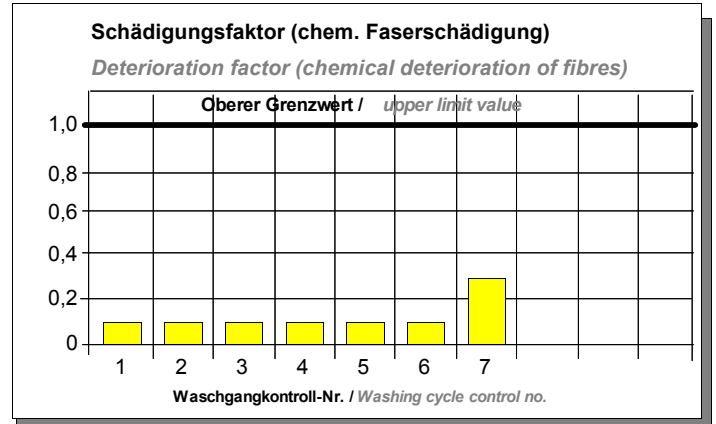 Schädigungsfaktor (chem. Faserschädigung)
Deterioration factor (chemical deterioration of fibres)
Oberer Grenzwert / upper limit value
1,0
0,8
0,6
0,4
0,2
0
1 2 3 4 5 6 7
Waschgangkontroll-Nr. / Washing cycle control no.